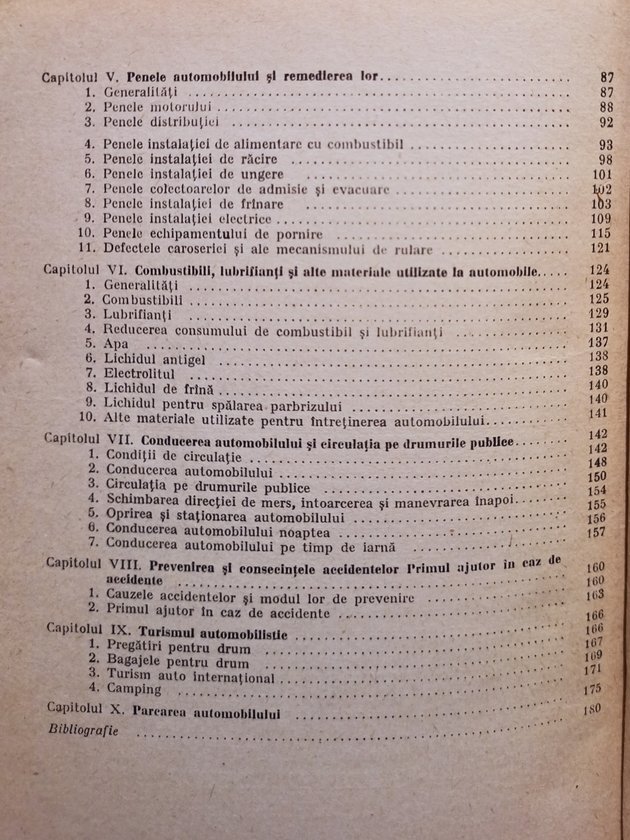 Capitolul V. Penele automobilului și remedierea lor . . . 87
1. Generalități . . . 87
2. Penele motorului . . . 88
3. Penele distribuției . . . 92
4. Penele instalației de alimentare cu combustibil . . . 93
5. Penele instalației de răcire . . . 98
6. Penele instalației de ungere . . . 101
7. Penele colectoarelor de admisie și evacuare . . . 102
8. Penele instalației de frînare . . . 103
9. Penele instalației electrice . . . 109
10. Penele echipamentului de pornire . . . 115
11. Defectele caroseriei și ale mecanismului de rulare . . . 121
Capitolul VI. Combustibili, lubrifianți și alte materiale utilizate la automobile . . . 124
1. Generalități . . . 124
2. Combustibili . . . 125
3. Lubrifianți . . . 129
4. Reducerea consumului de combustibil și lubrifianți . . . 131
5. Apa . . . 137
6. Lichidul antigel . . . 138
7. Electrolitul . . . 138
8. Lichidul de frînă . . . 140
9. Lichidul pentru spălarea parbrizului . . . 140
10. Alte materiale utilizate pentru întreținerea automobilului . . . 141
Capitolul VII. Conducerea automobilului și circulația pe drumurile publice . . . 142
1. Condiții de circulație . . . 142
2. Conducerea automobilului . . . 148
3. Circulația pe drumurile publice . . . 150
4. Schimbarea direcției de mers, întoarcerea și manevrarea înapoi . . . 154
5. Oprirea și staționarea automobilului . . . 155
6. Conducerea automobilului noaptea . . . 156
7. Conducerea automobilului pe timp de iarnă . . . 157
Capitolul VIII. Prevenirea și consecințele accidentelor Primul ajutor în caz de
accidente . . . 160
1. Cauzele accidentelor și modul lor de prevenire . . . 160
2. Primul ajutor în caz de accidente . . . 163
Capitolul IX. Turismul automobilistic . . . 166
1. Pregătiri pentru drum . . . 166
2. Bagajele pentru drum . . . 167
3. Turism auto internațional . . . 169
4. Camping . . . 171
Capitolul X. Parcarea automobilului . . . 175
Bibliografie . . . 180